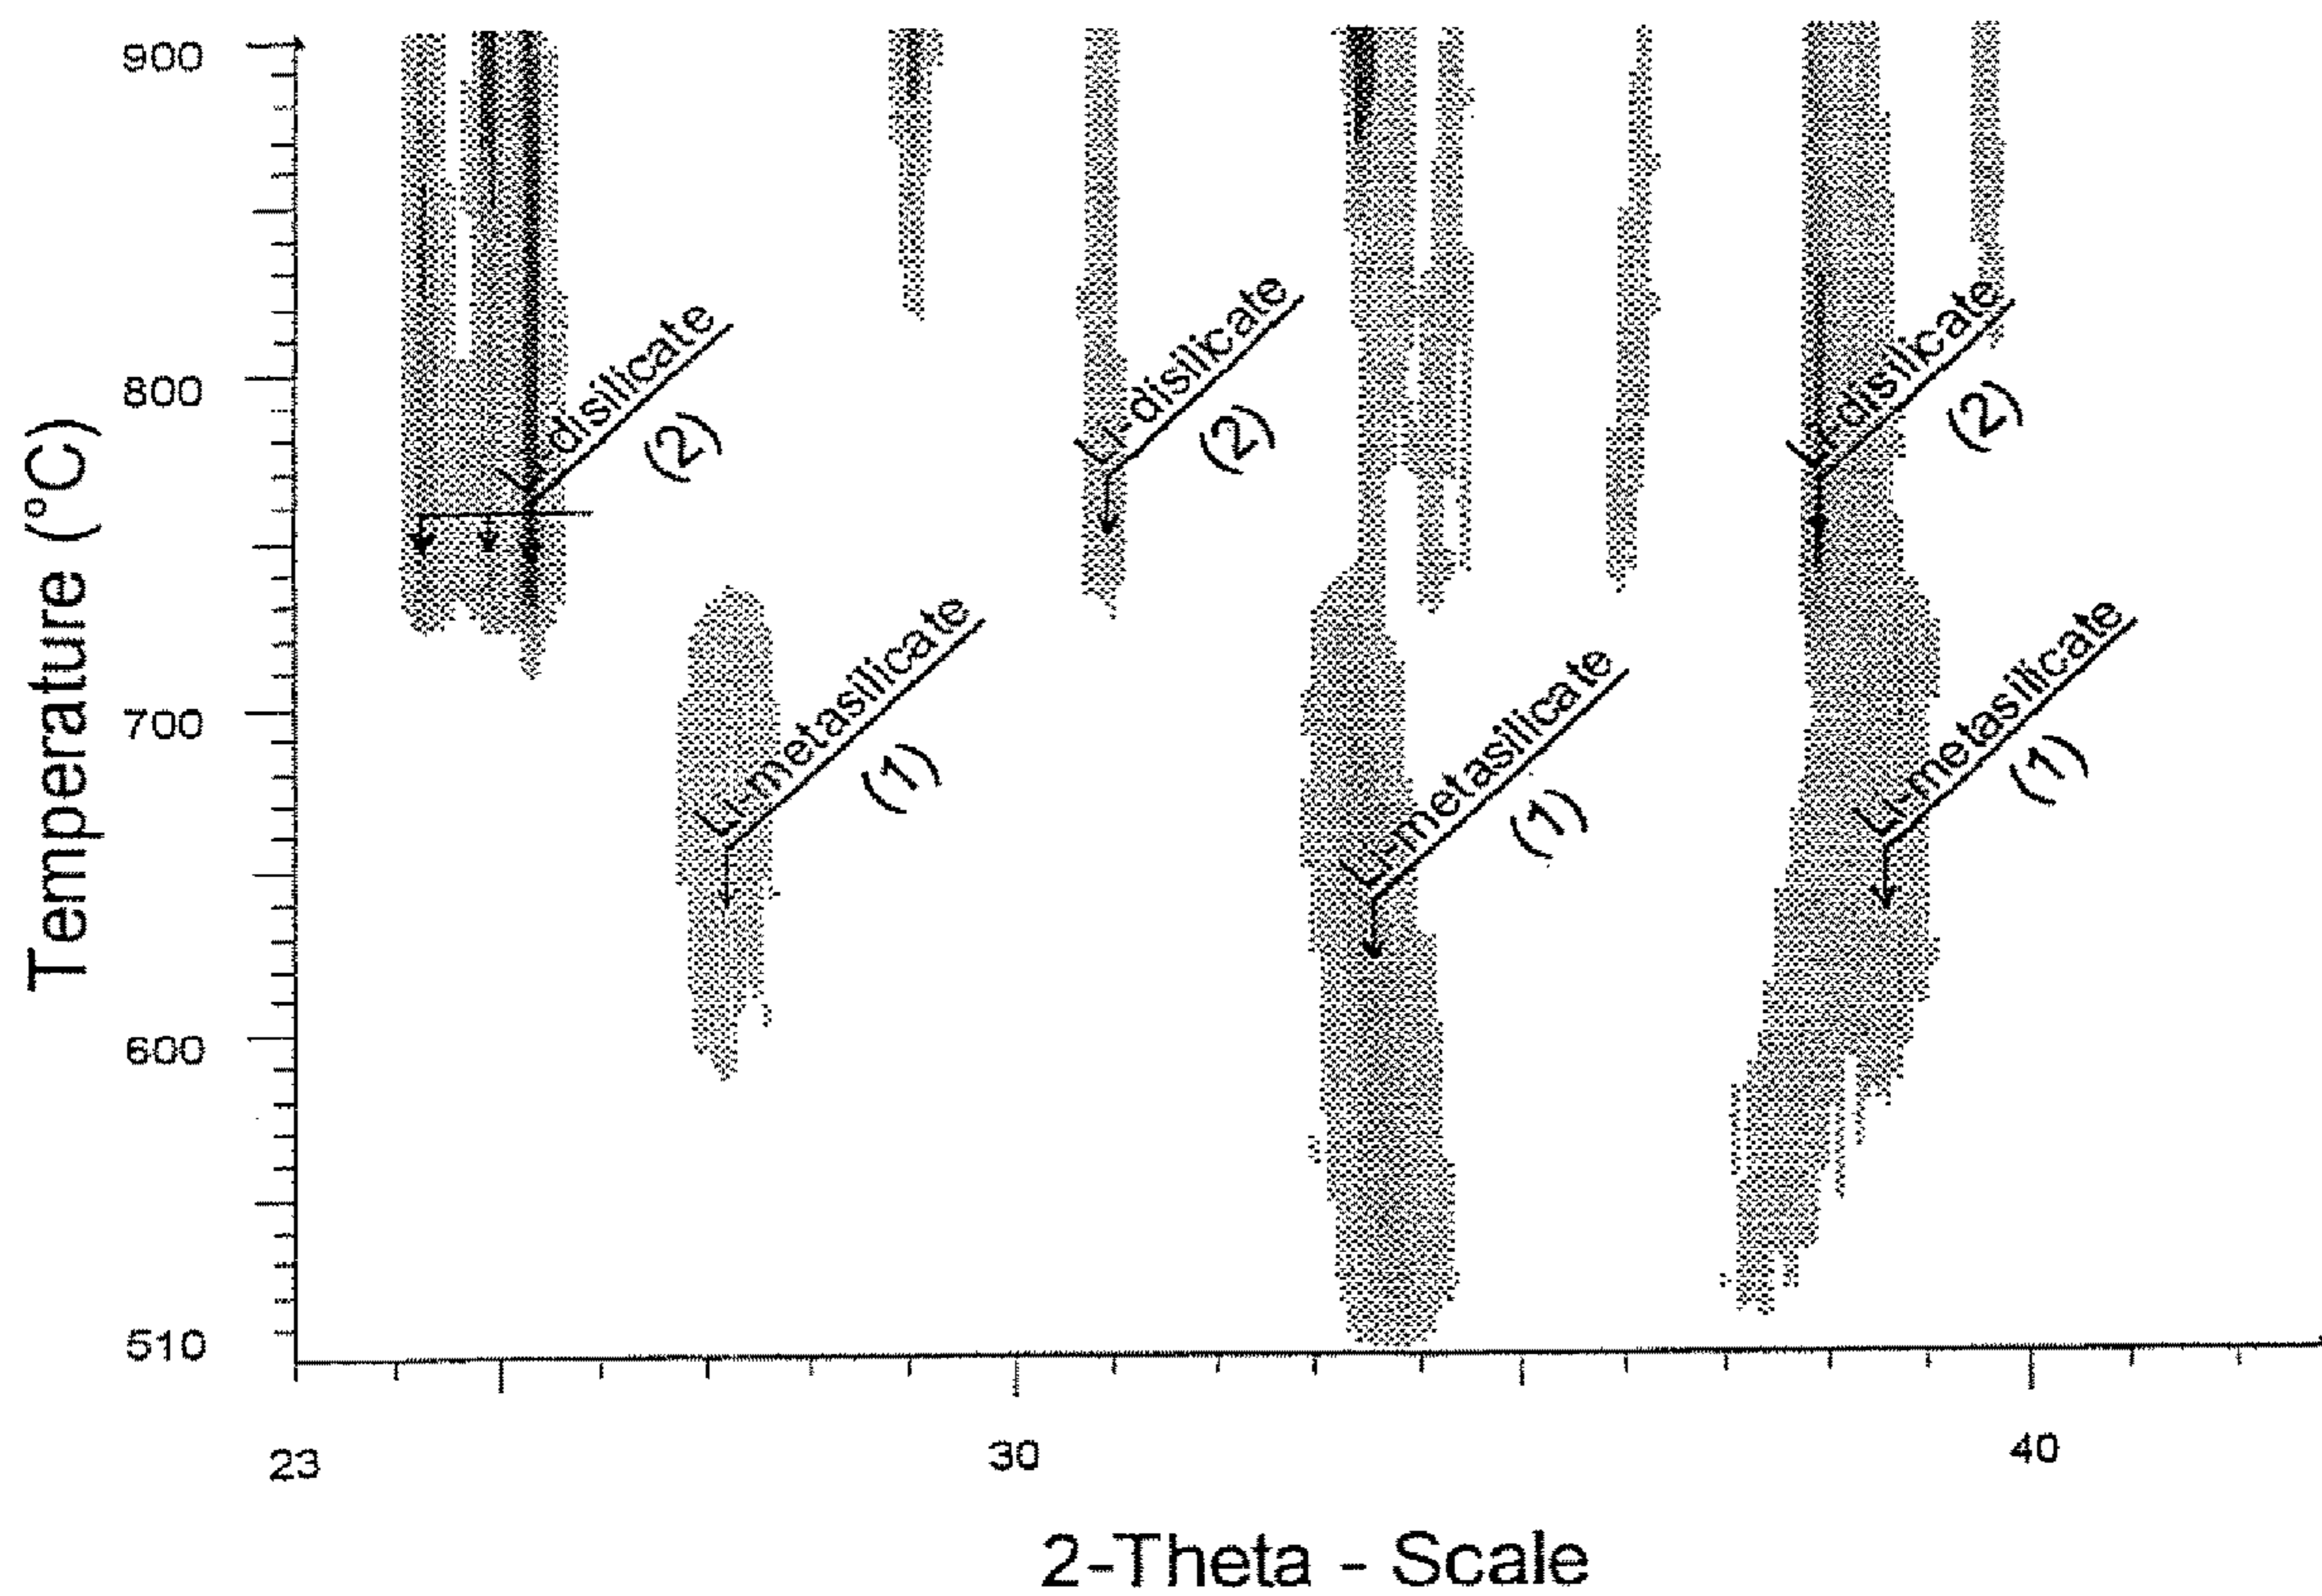 900
800
700
600
510
Temperature (°C)
Li-disilicate
(2)
Li-disilicate
(2)
Li-disilicate
(2)
Li-metasilicate
(1)
Li-metasilicate
(1)
Li-metasilicate
(1)
23
30
40
2-Theta - Scale